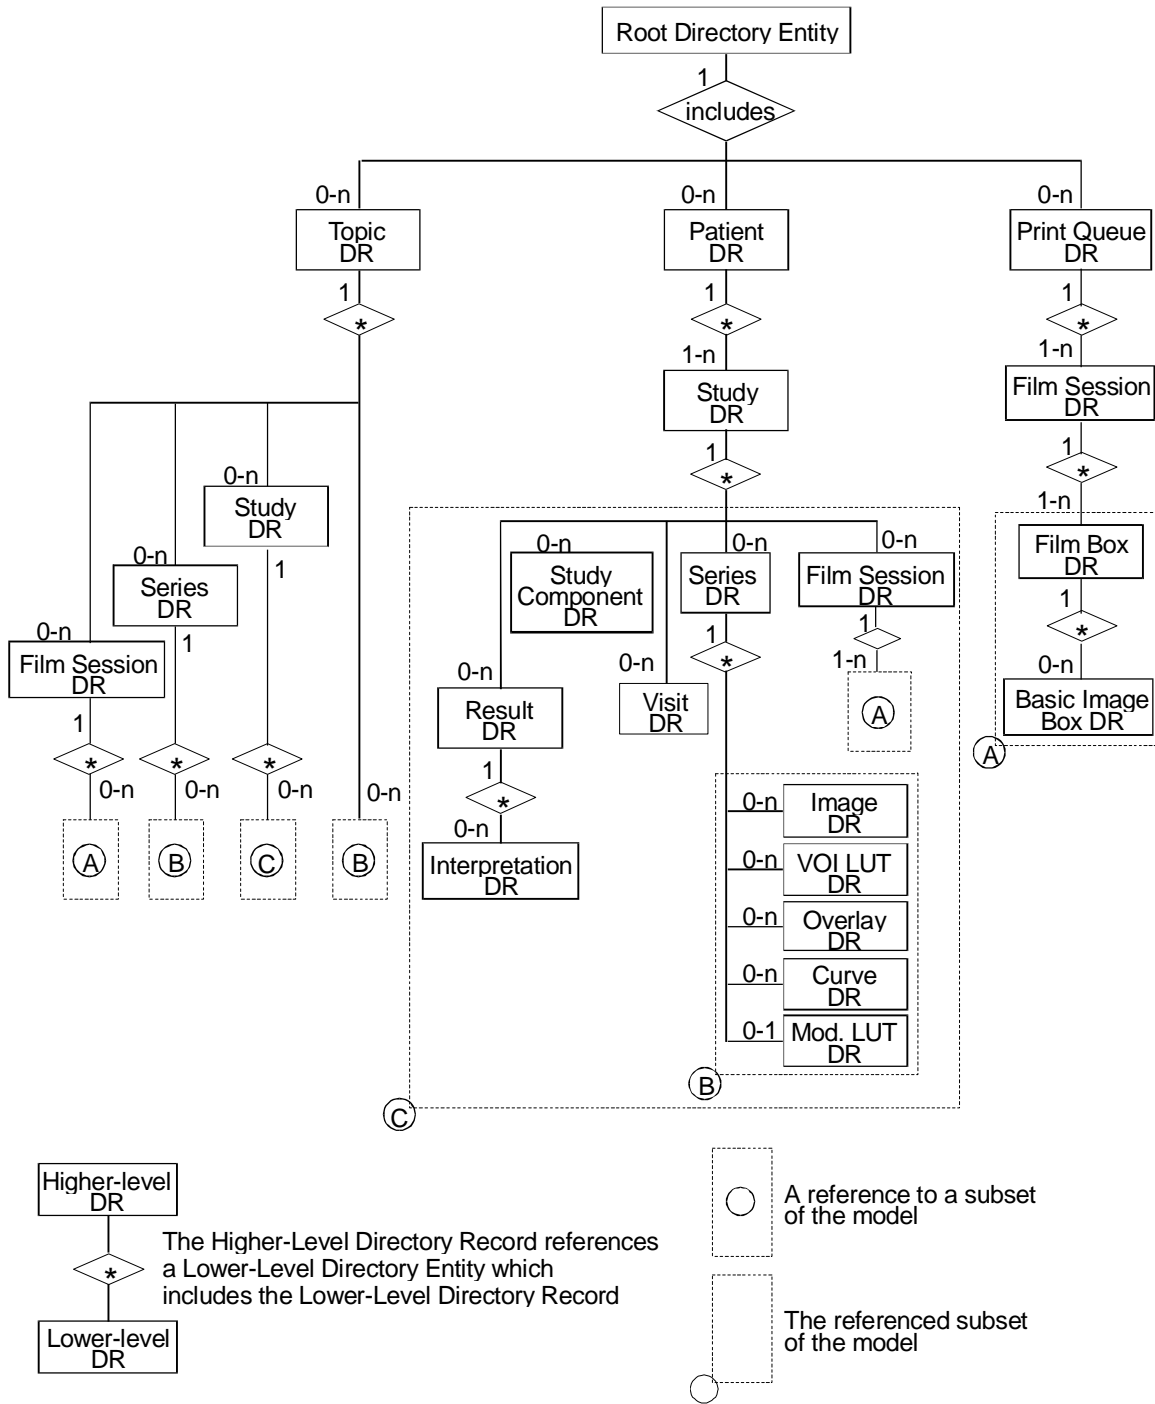 Root Directory Entity
1
includes
0-n
0-n
0-n
Topic
DR
Patient
DR
Print Queue
DR
1
*
1
*
1
*
1-n
1-n
Study
DR
Film Session
DR
1
*
1
*
0-n
Study
DR
1
1-n
Film Box
DR
1
*
0-n
Basic Image
Box DR
A
0-n
Series
DR
1
0-n
Film Session
DR
1
*
*
*
0-n
0-n
0-n
0-n
A
B
C
B
0-n
Study
Component
DR
0-n
Series
DR
1
*
0-n
Film Session
DR
1
1-n
A
0-n
Result
DR
1
*
0-n
Interpretation
DR
0-n
Visit
DR
0-n
Image
DR
0-n
VOI LUT
DR
0-n
Overlay
DR
0-n
Curve
DR
0-1
Mod. LUT
DR
B
C
Higher-level
DR
*
Lower-level
DR
The Higher-Level Directory Record references
a Lower-Level Directory Entity which
includes the Lower-Level Directory Record
A reference to a subset
of the model
The referenced subset
of the model